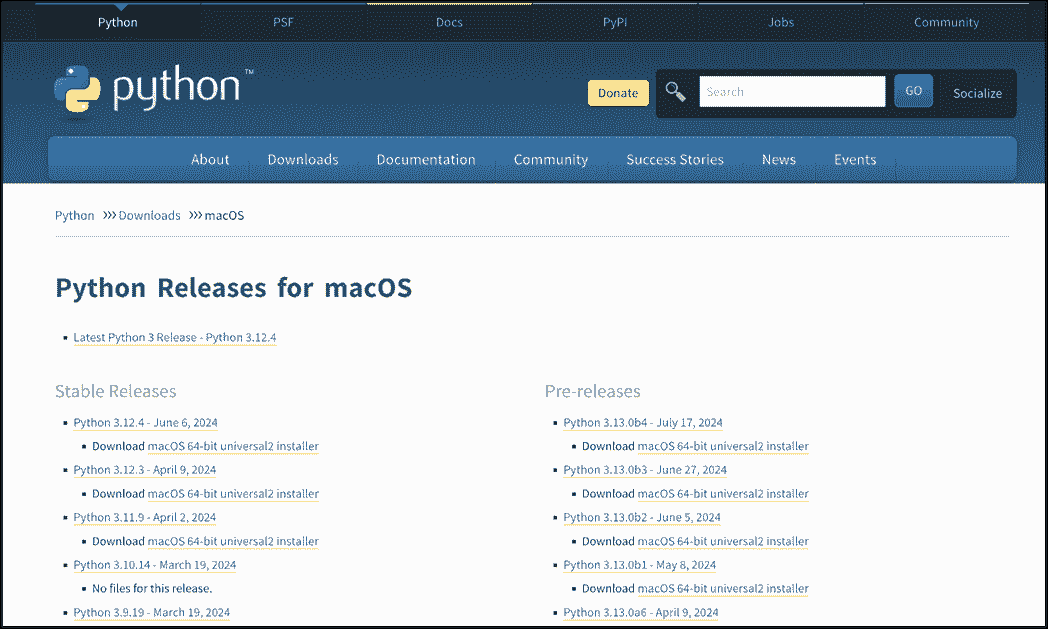 Python PSF Docs PyPI Jobs Community
python™
Donate Search GO Socialize
About Downloads Documentation Community Success Stories News Events
Python >>> Downloads >>> macOS
Python Releases for macOS
Latest Python 3 Release - Python 3.12.4
Stable Releases
Python 3.12.4 - June 6, 2024
Download macOS 64-bit universal2 installer
Python 3.12.3 - April 9, 2024
Download macOS 64-bit universal2 installer
Python 3.11.9 - April 2, 2024
Download macOS 64-bit universal2 installer
Python 3.10.14 - March 19, 2024
No files for this release.
Python 3.9.19 - March 19, 2024
Pre-releases
Python 3.13.0b4 - July 17, 2024
Download macOS 64-bit universal2 installer
Python 3.13.0b3 - June 27, 2024
Download macOS 64-bit universal2 installer
Python 3.13.0b2 - June 5, 2024
Download macOS 64-bit universal2 installer
Python 3.13.0b1 - May 8, 2024
Download macOS 64-bit universal2 installer
Python 3.13.0a6 - April 9, 2024